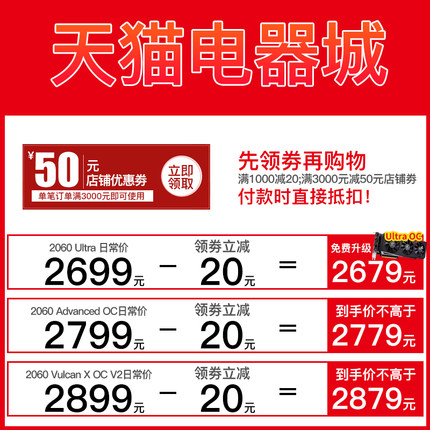 天猫电器城
¥50元
店铺优惠券
单笔订单满3000元即可使用
立即
领取
先领券再购物
满1000减20;满3000元减50元店铺券
付款时直接抵扣!
2060 Ultra 日常价
2699元
—
领券立减
20元
=
免费升级
Ultra OC
2679元
2060 Advanced OC日常价
2799元
—
领券立减
20元
=
到手价不高于
2779元
2060 Vulcan X OC V2日常价
2899元
—
领券立减
20元
=
到手价不高于
2879元